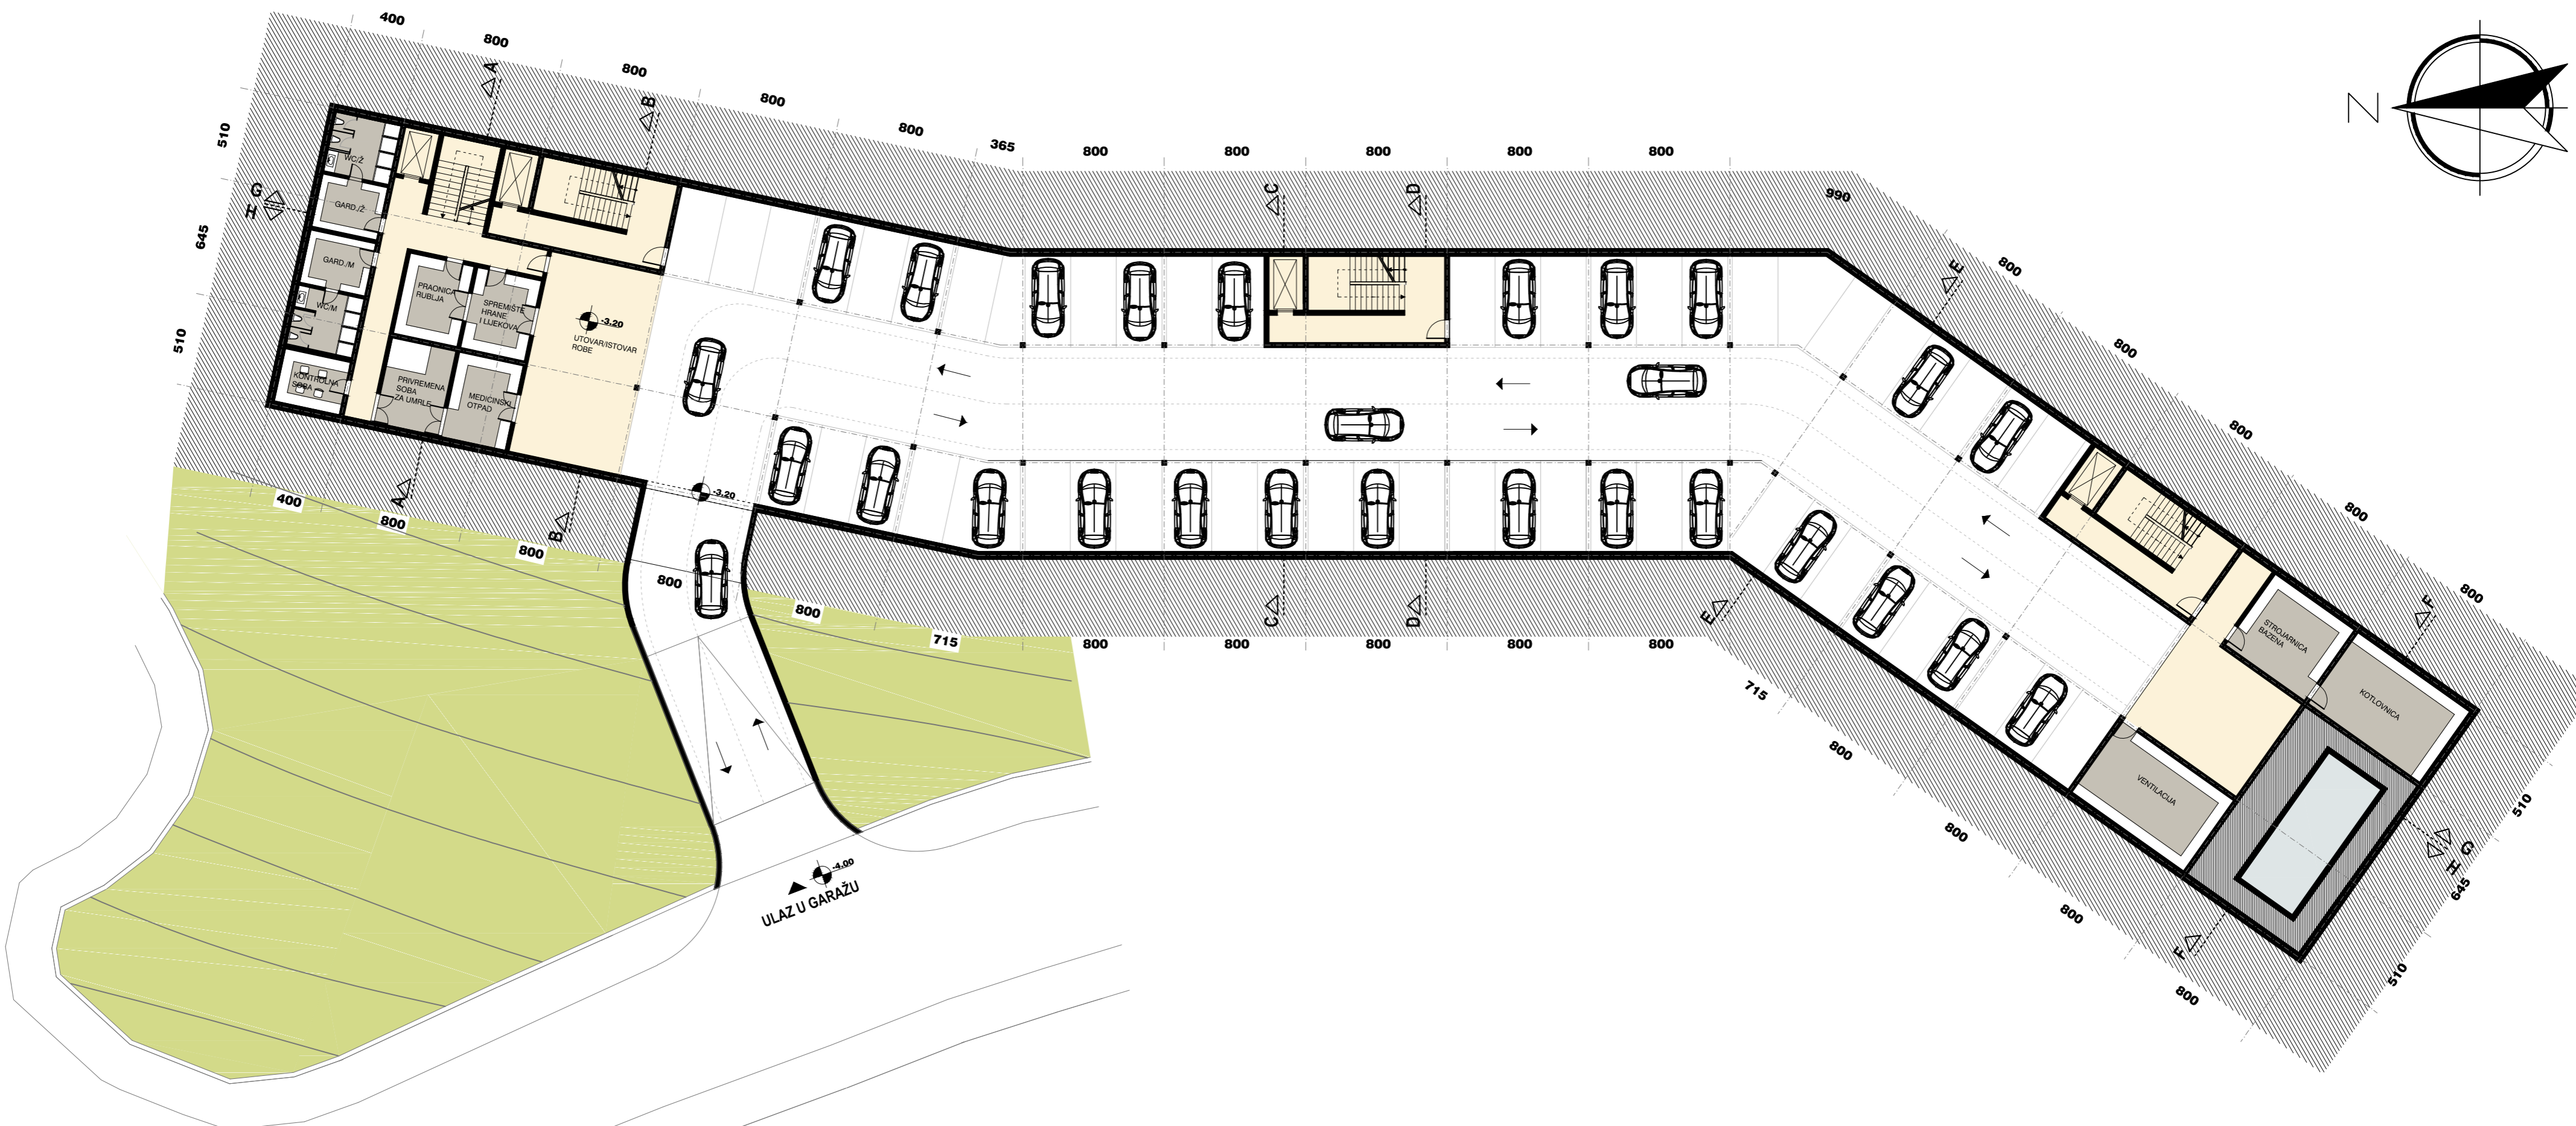 400
800
A
800
B
800
800
365
800
800
800
800
800
C
D
990
N
E
800
800
800
800
800
F
510
G
H
645
510
WC/Ž
GARD./Ž
GARD./M
WC/M
KONTROLNA
SOBA
PRAONICA
RUBLJA
SPREMIŠTE
HRANE
I LIJEKOVA
PRIVREMENA
SOBA
ZA UMRLE
MEDICINSKI
OTPAD
-3.20
UTOVAR/ISTOVAR
ROBE
-3.20
400
A
800
B
800
800
800
715
C
D
800
800
800
800
800
E
715
800
800
800
800
F
STROJARNICA
BAZENA
KOTLOVNICA
VENTILACIJA
510
G
H
645
510
-4.00
ULAZ U GARAŽU